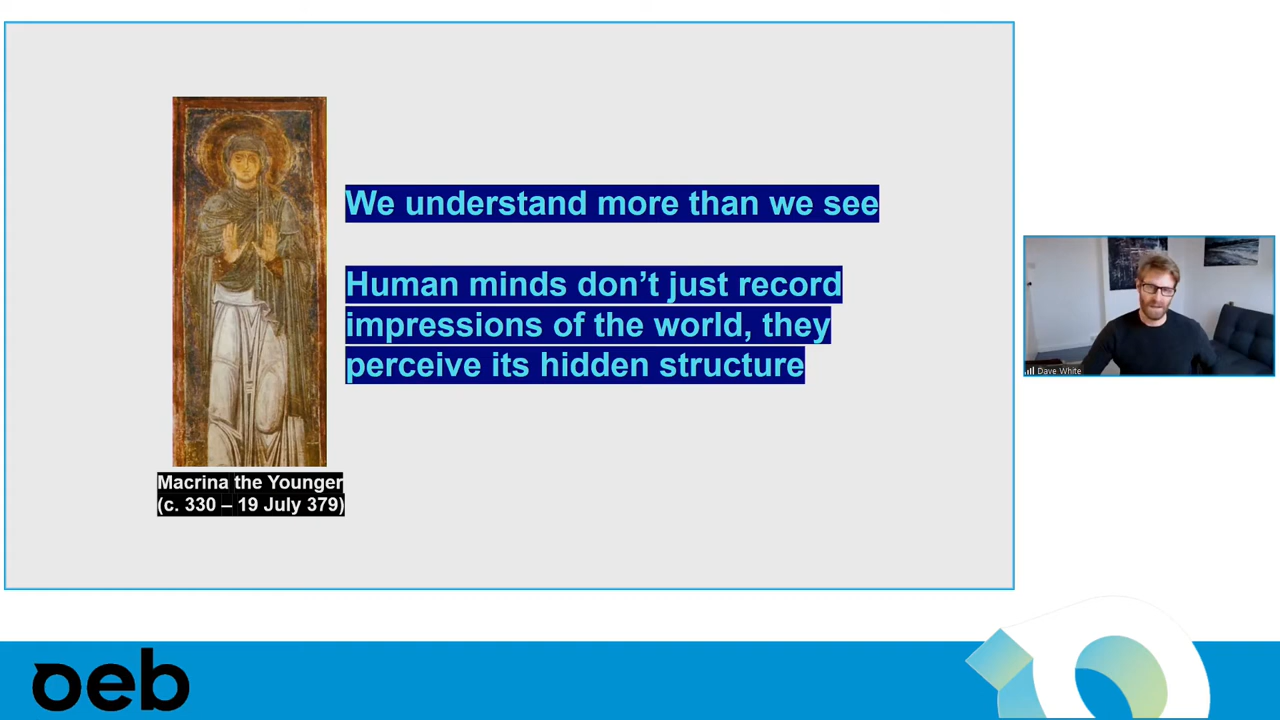 We understand more than we see
Human minds don’t just record
impressions of the world, they
perceive its hidden structure
Macrina the Younger
(c. 330 – 19 July 379)
Dave White
oeb